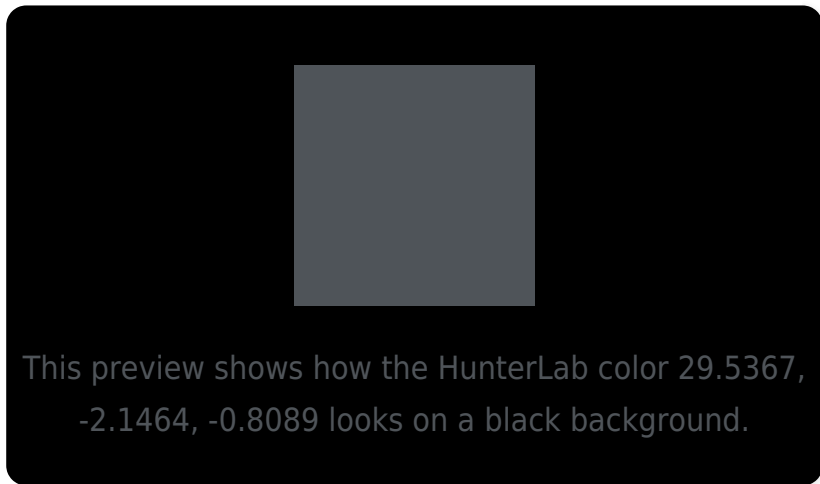 This preview shows how the HunterLab color 29.5367,
-2.1464, -0.8089 looks on a black background.